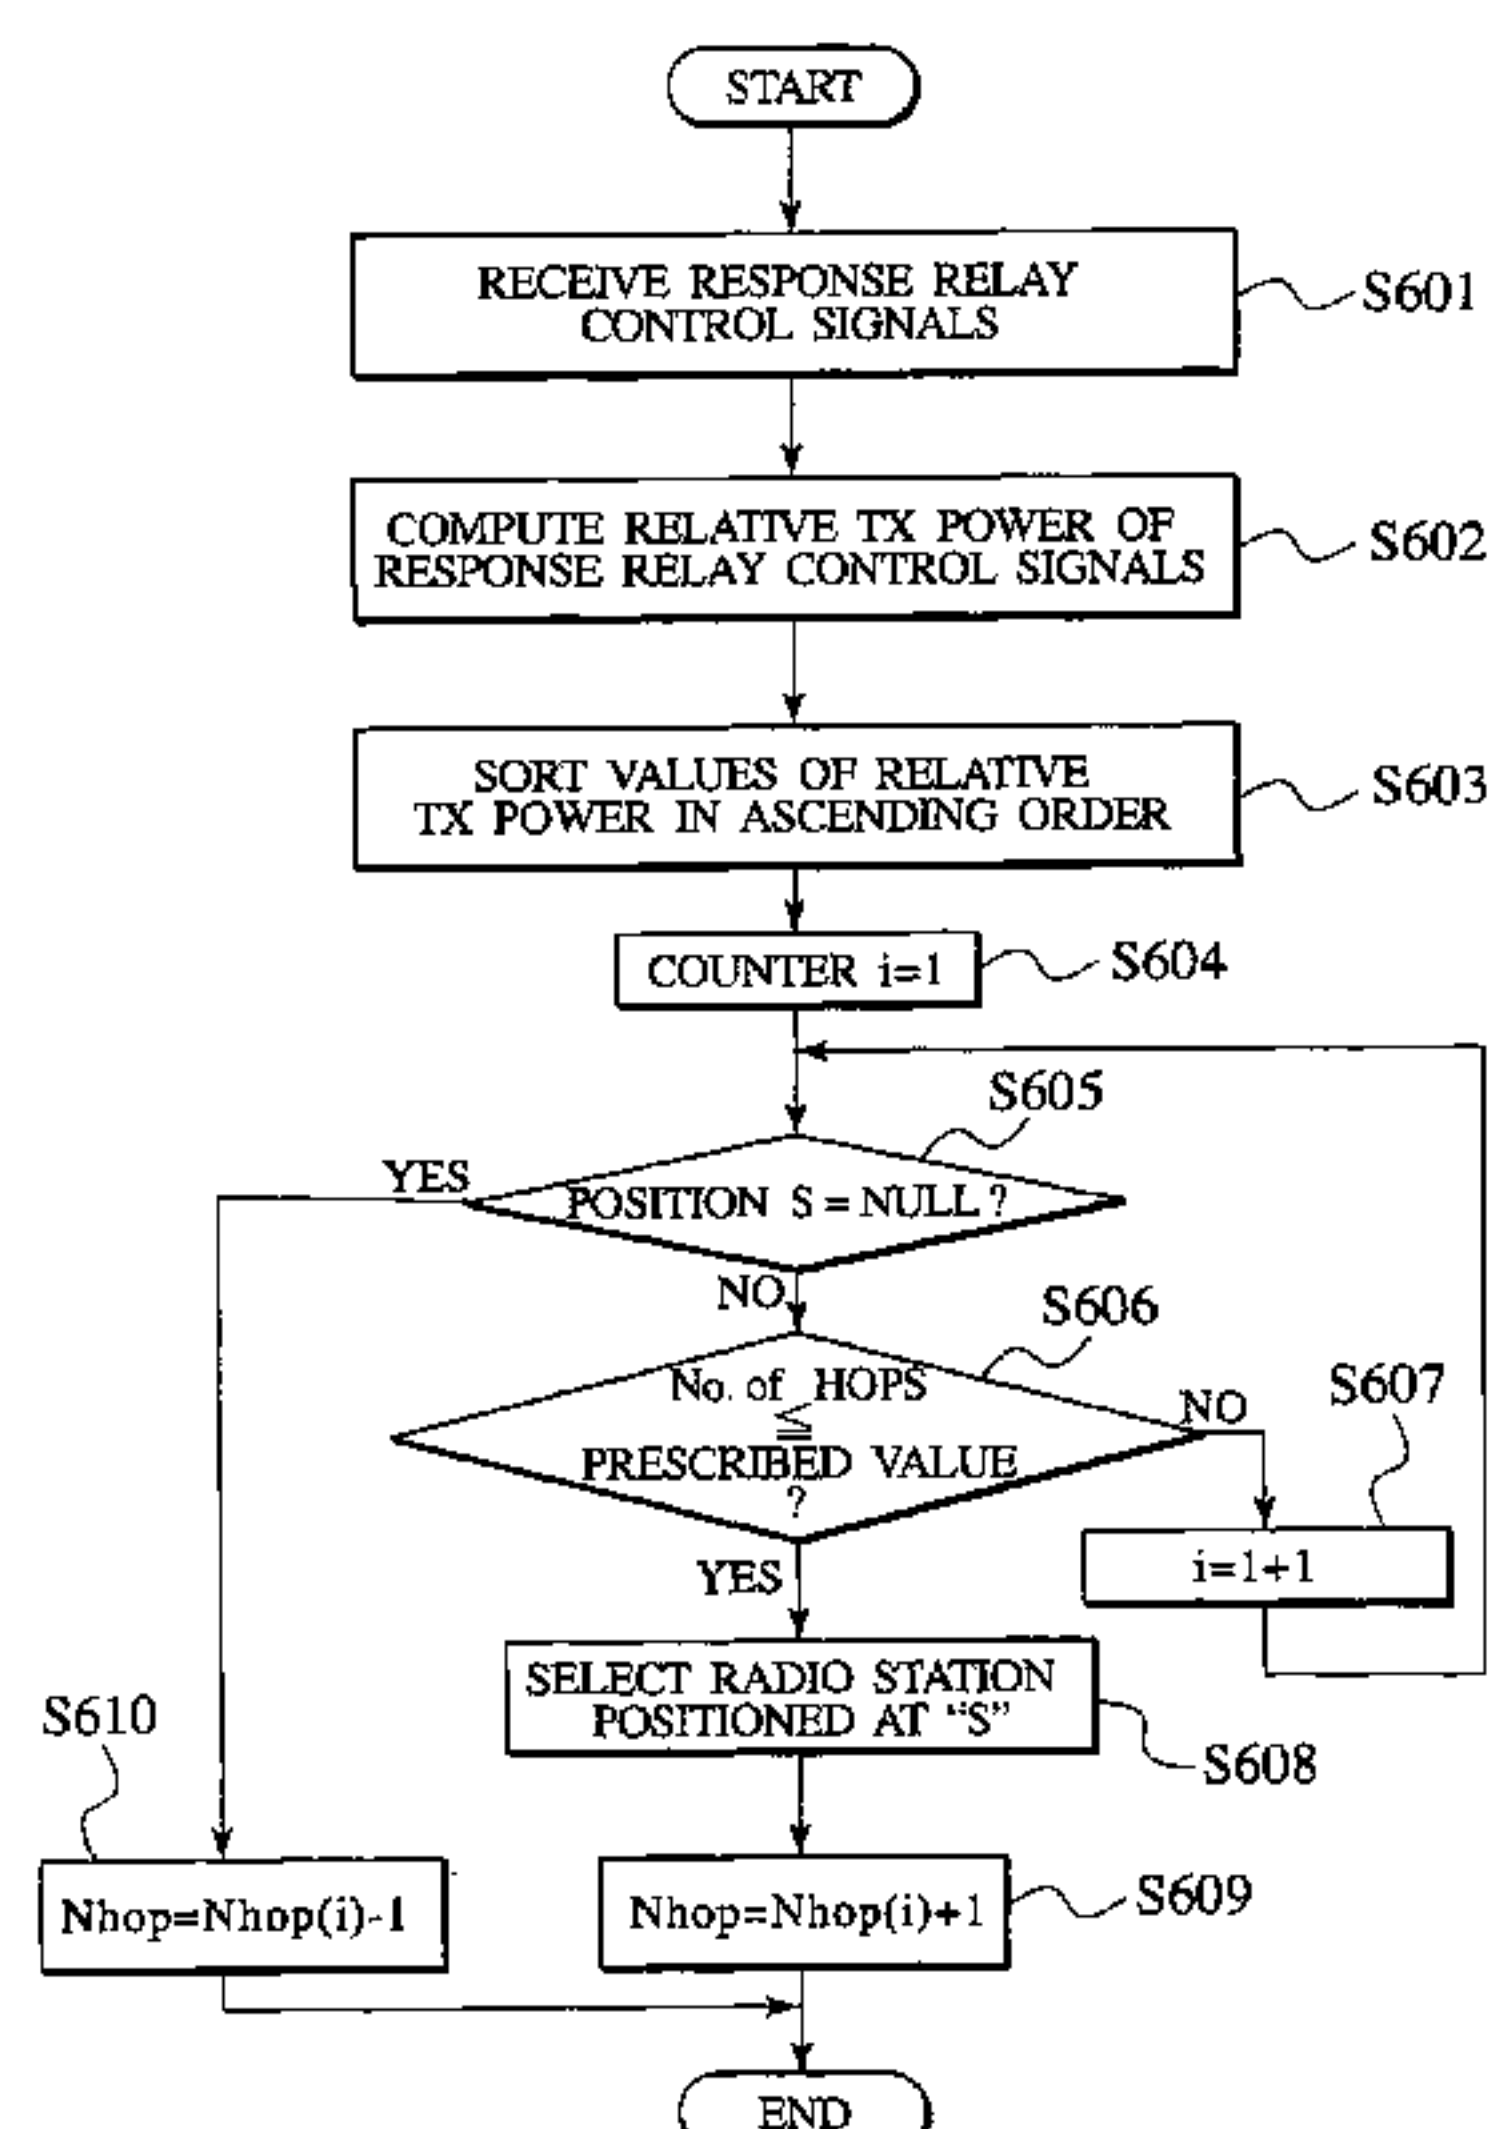 START
RECEIVE RESPONSE RELAY
CONTROL SIGNALS
S601
COMPUTE RELATIVE TX POWER OF
RESPONSE RELAY CONTROL SIGNALS
S602
SORT VALUES OF RELATIVE
TX POWER IN ASCENDING ORDER
S603
COUNTER i=1
S604
S605
YES
POSITION S = NULL ?
NO
S606
No. of HOPS
≦
PRESCRIBED VALUE
?
NO
S607
i=1+1
YES
SELECT RADIO STATION
POSITIONED AT “S”
S608
S610
Nhop=Nhop(i)-1
Nhop=Nhop(i)+1
S609
END